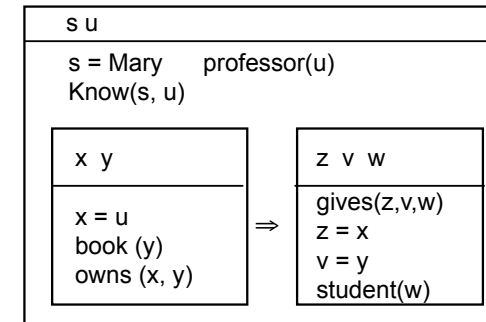 s u
s = Mary professor(u)
Know(s, u)
x y
x = u
book (y)
owns (x, y)
⇒
z v w
gives(z,v,w)
z = x
v = y
student(w)